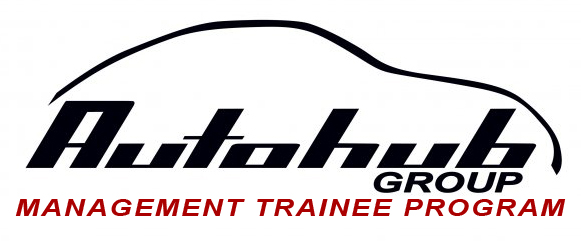 Autohub
GROUP
MANAGEMENT TRAINEE PROGRAM